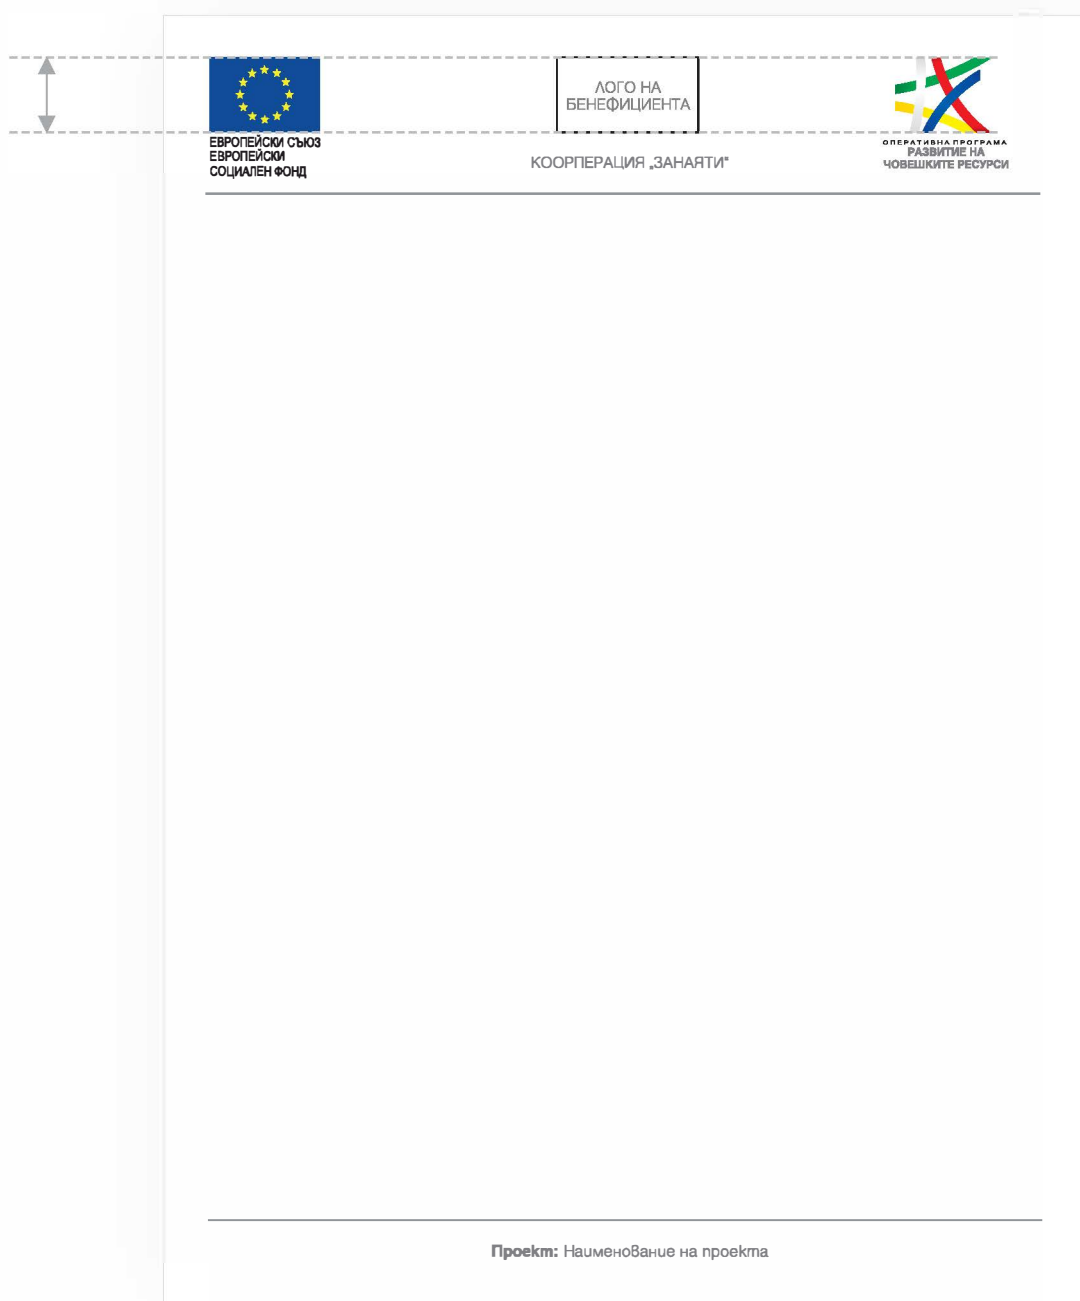 ЕВРОПЕЙСКИ СЪЮЗ
ЕВРОПЕЙСКИ
СОЦИАЛЕН ФОНД
ЛОГО НА
БЕНЕФИЦИЕНТА
КООРПЕРАЦИЯ „ЗАНАЯТИ"
ОПЕРАТИВНА ПРОГРАМА
РАЗВИТИЕ НА
ЧОВЕШКИТЕ РЕСУРСИ
Проект: Наименование на проекта